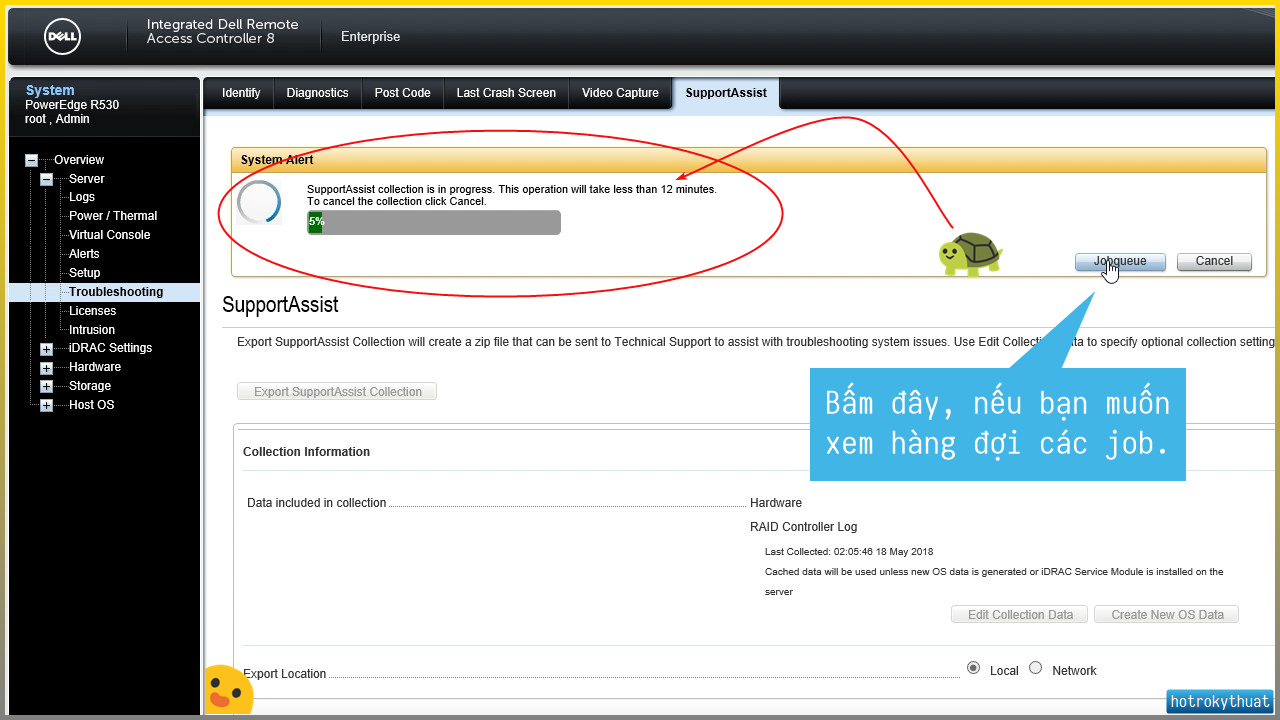 DELL
Integrated Dell Remote
Access Controller 8
Enterprise
System
PowerEdge R530
root , Admin
Overview
Server
Logs
Power / Thermal
Virtual Console
Alerts
Setup
Troubleshooting
Licenses
Intrusion
iDRAC Settings
Hardware
Storage
Host OS
Identify
Diagnostics
Post Code
Last Crash Screen
Video Capture
SupportAssist
System Alert
SupportAssist collection is in progress. This operation will take less than 12 minutes.
To cancel the collection click Cancel.
5%
Jobqueue
Cancel
SupportAssist
Export SupportAssist Collection will create a zip file that can be sent to Technical Support to assist with troubleshooting system issues. Use Edit Collection Data to specify optional collection setting
Export SupportAssist Collection
Bấm đây, nếu bạn muốn
xem hàng đợi các job.
Collection Information
Data included in collection
Hardware
RAID Controller Log
Last Collected: 02:05:46 18 May 2018
Cached data will be used unless new OS data is generated or iDRAC Service Module is installed on the
server
Edit Collection Data
Create New OS Data
Export Location
Local
Network
hotrokythuat